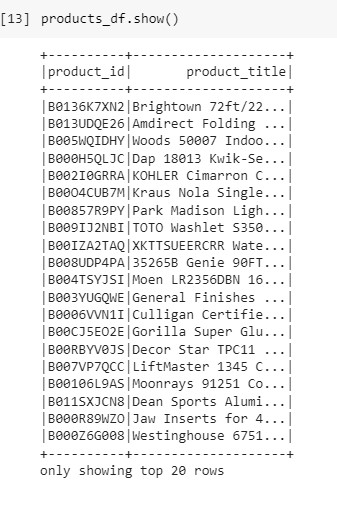 [13] products_df.show()
+----------+--------------------+
|product_id|       product_title|
+----------+--------------------+
|B0136K7XN2|Brightown 72ft/22...|
|B013UDQE26|Amdirect Folding ...|
|B005WQIDHY|Woods 50007 Indoo...|
|B000H5QLJC|Dap 18013 Kwik-Se...|
|B002I0GRRA|KOHLER Cimarron C...|
|B0004CUB7M|Kraus Nola Single...|
|B00857R9PY|Park Madison Ligh...|
|B009IJ2NBI|TOTO Washlet S350...|
|B00IZA2TAQ|XKTTSUEERCRR Wate...|
|B008UDP4PA|35265B Genie 90FT...|
|B004TSYJSI|Moen LR2356DBN 16...|
|B003YUGQWE|General Finishes ...|
|B0006VVN1I|Culligan Certifie...|
|B00CJ5EO2E|Gorilla Super Glu...|
|B00RBYV0JS|Decor Star TPC11 ...|
|B007VP7QCC|LiftMaster 1345 C...|
|B00106L9AS|Moonrays 91251 Co...|
|B011SXJCN8|Dean Sports Alumi...|
|B000R89WZO|Jaw Inserts for 4...|
|B000Z6G008|Westinghouse 6751...|
+----------+--------------------+
only showing top 20 rows